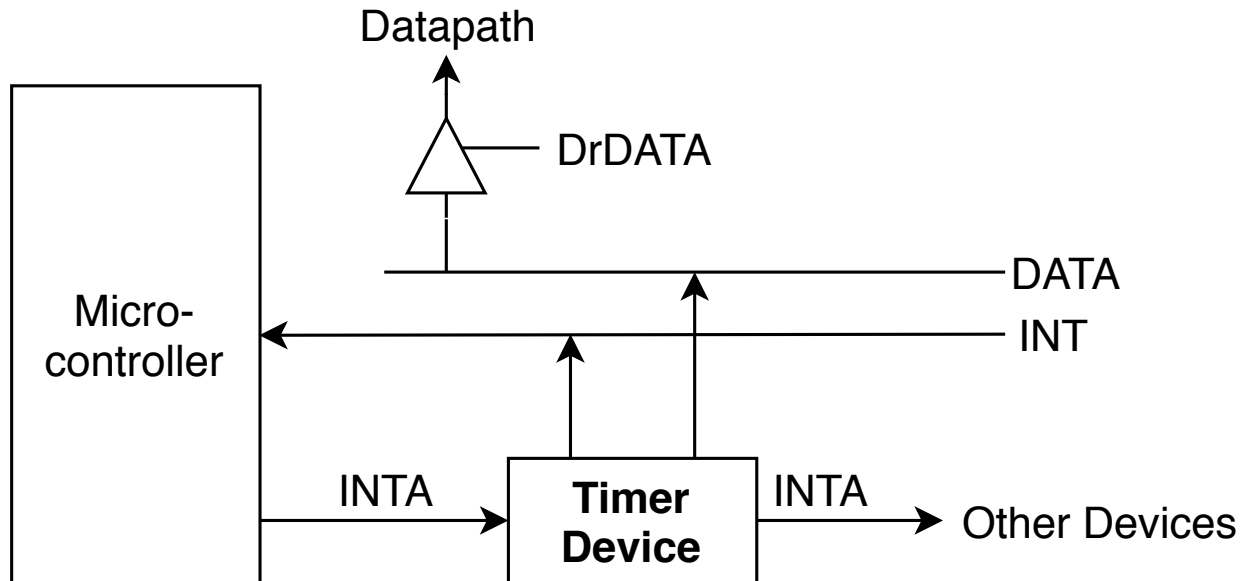 Datapath
DrDATA
DATA
Micro-
controller
INT
INTA
Timer
Device
INTA
Other Devices